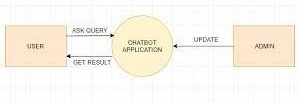 ASK QUERY
USER
GET RESULT
CHATBOT
APPLICATION
UPDATE
ADMIN